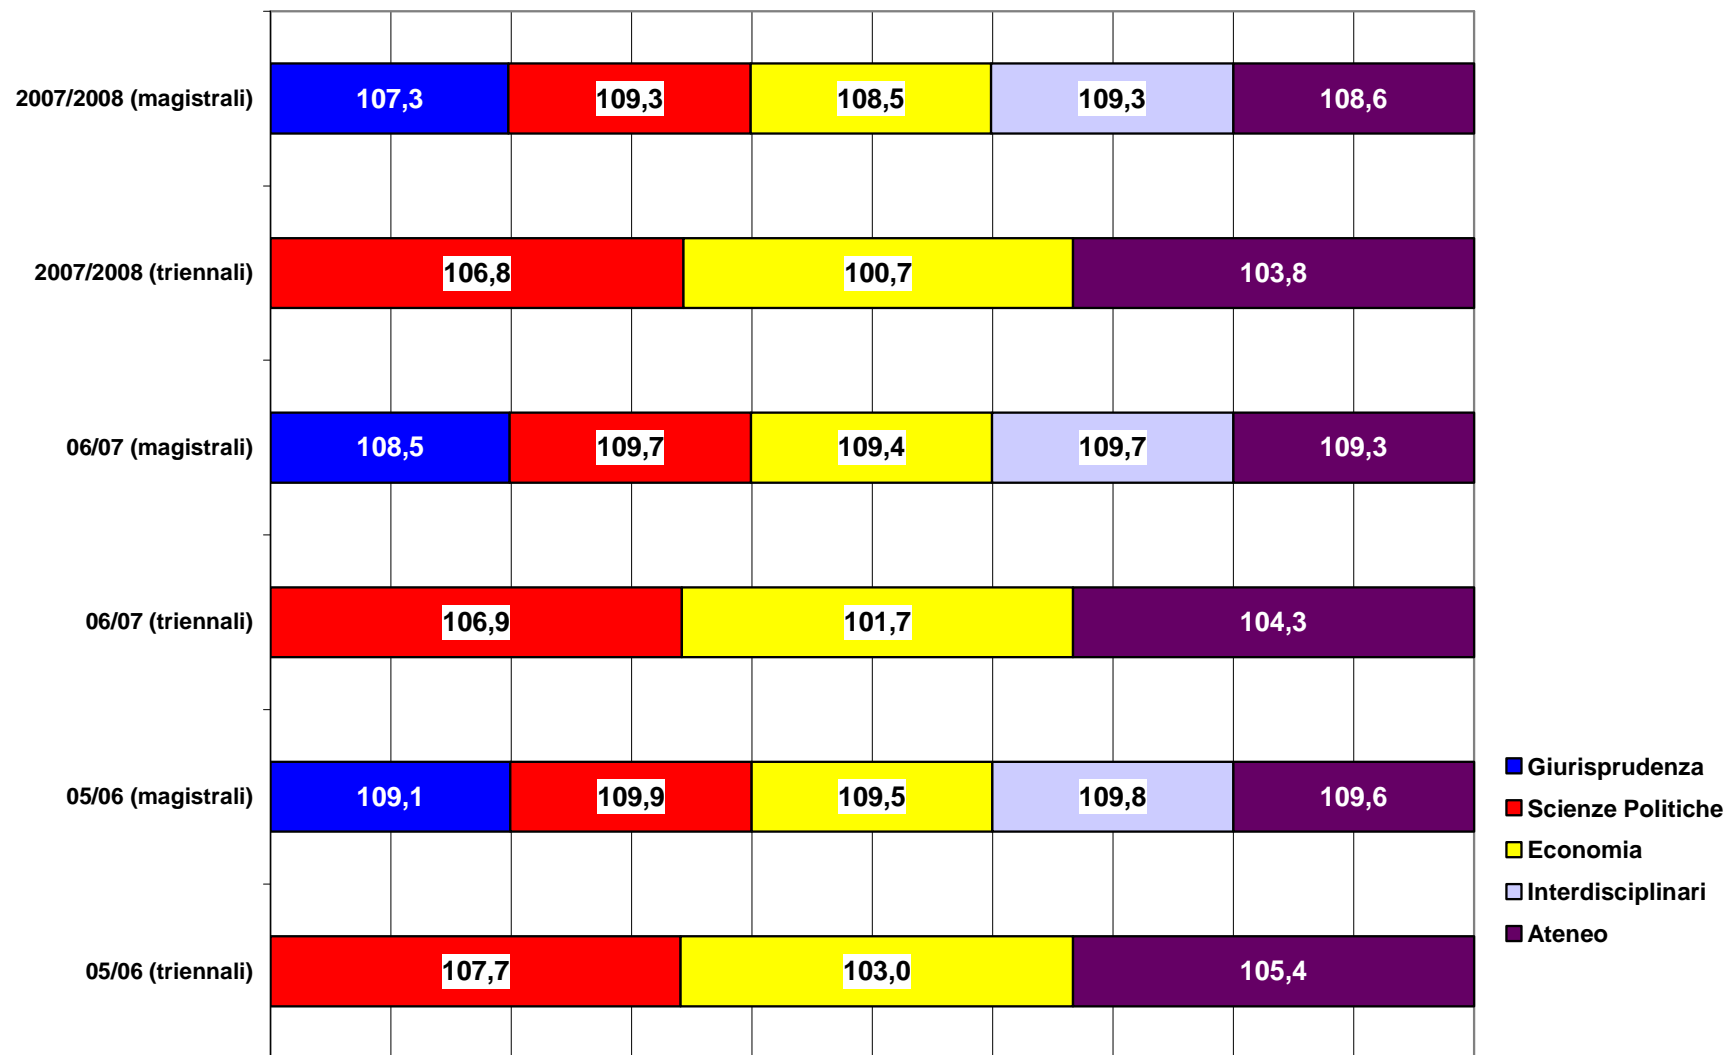 2007/2008 (magistrali) 107,3 109,3 108,5 109,3 108,6
2007/2008 (triennali) 106,8 100,7 103,8
06/07 (magistrali) 108,5 109,7 109,4 109,7 109,3
06/07 (triennali) 106,9 101,7 104,3
05/06 (magistrali) 109,1 109,9 109,5 109,8 109,6
05/06 (triennali) 107,7 103,0 105,4
Giurisprudenza
Scienze Politiche
Economia
Interdisciplinari
Ateneo